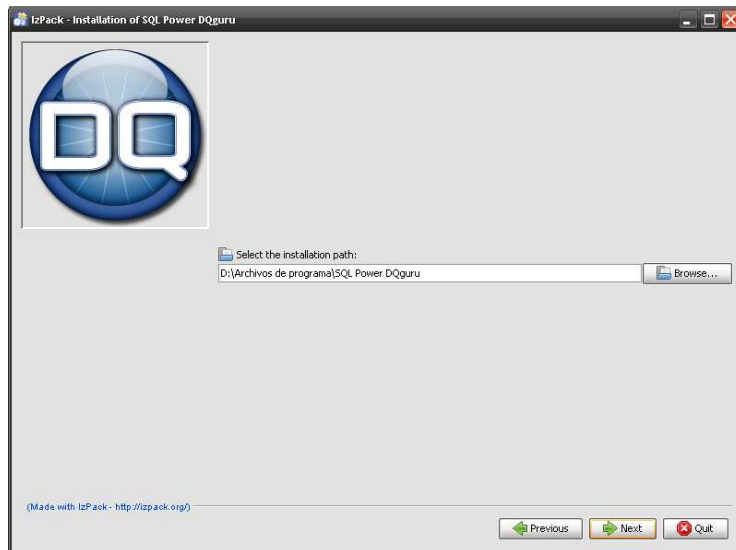 IzPack - Installation of SQL Power DQguru
DQ
Select the installation path:
D:\Archivos de programa\SQL Power DQguru
Browse...
(Made with IzPack - http://izpack.org/)
Previous
Next
Quit